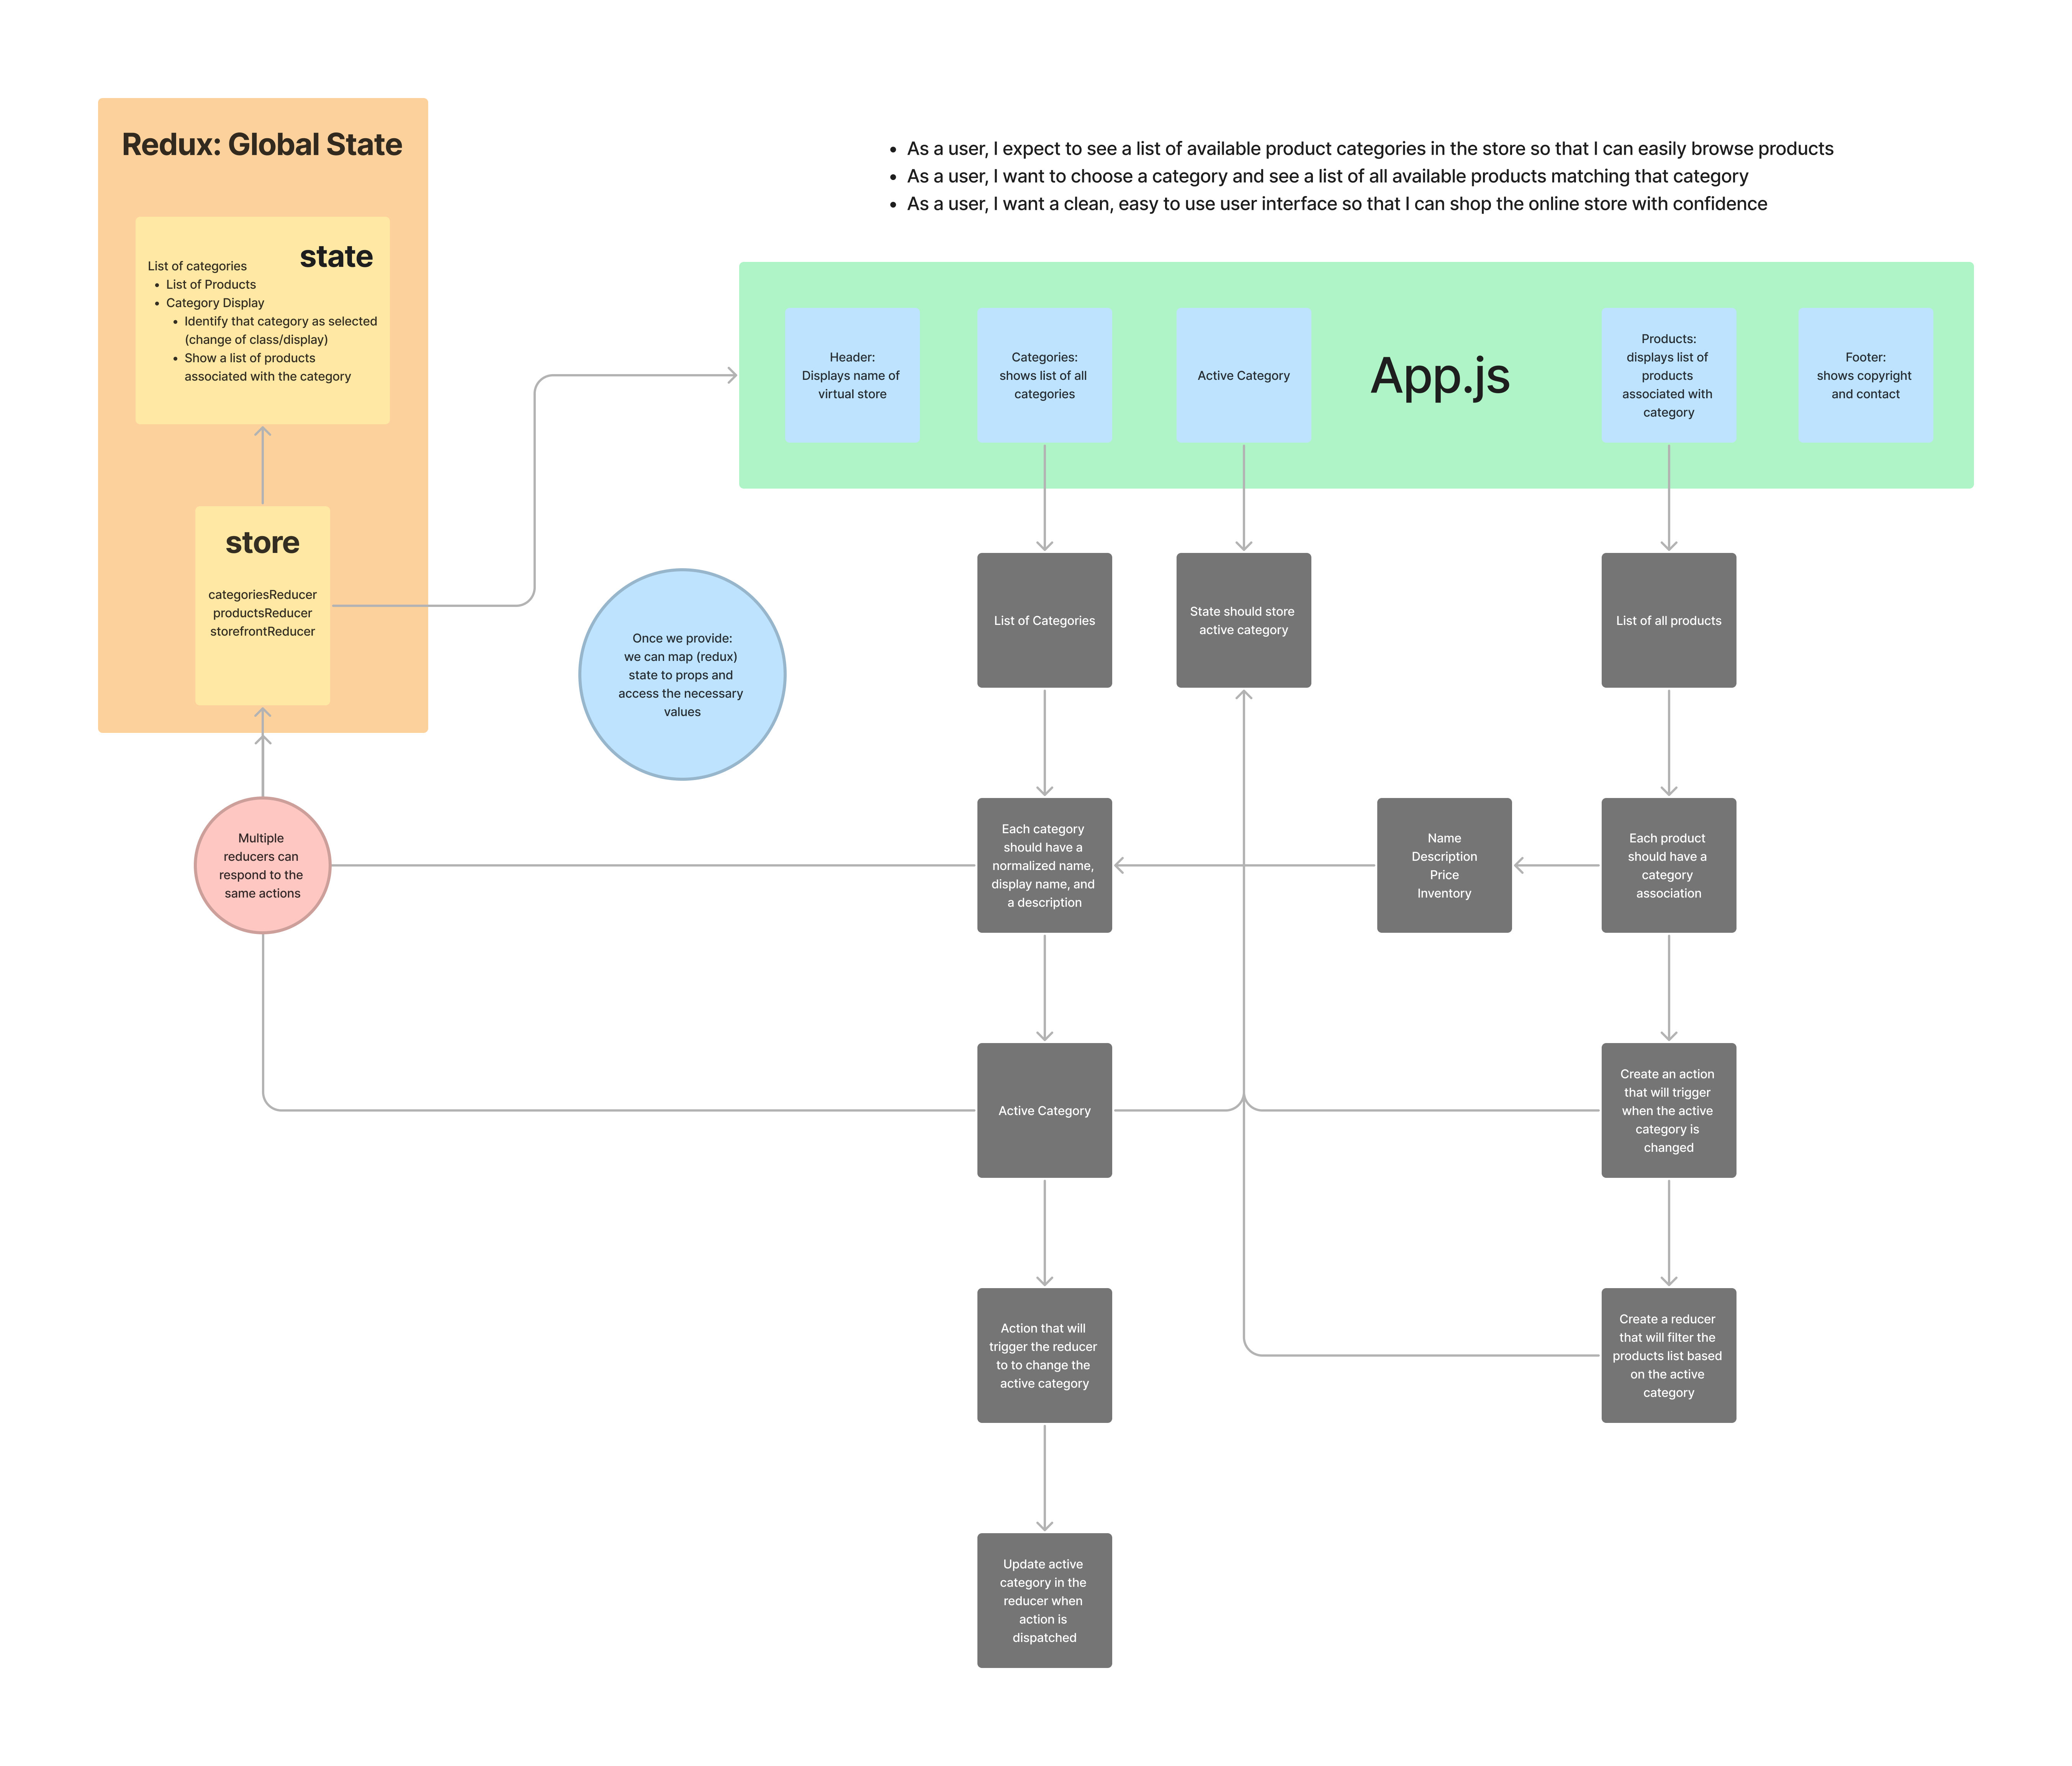 Redux: Global State
state
List of categories
List of Products
Category Display
Identify that category as selected
(change of class/display)
Show a list of products
associated with the category
store
categoriesReducer
productsReducer
storefrontReducer
Multiple
reducers can
respond to the
same actions
Once we provide:
we can map (redux)
state to props and
access the necessary
values
As a user, I expect to see a list of available product categories in the store so that I can easily browse products
As a user, I want to choose a category and see a list of all available products matching that category
As a user, I want a clean, easy to use user interface so that I can shop the online store with confidence
Header:
Displays name of
virtual store
Categories:
shows list of all
categories
Active Category
App.js
Products:
displays list of
products
associated with
category
Footer:
shows copyright
and contact
List of Categories
State should store
active category
List of all products
Each category
should have a
normalized name,
display name, and
a description
Name
Description
Price
Inventory
Each product
should have a
category
association
Active Category
Create an action
that will trigger
when the active
category is
changed
Action that will
trigger the reducer
to to change the
active category
Create a reducer
that will filter the
products list based
on the active
category
Update active
category in the
reducer when
action is
dispatched